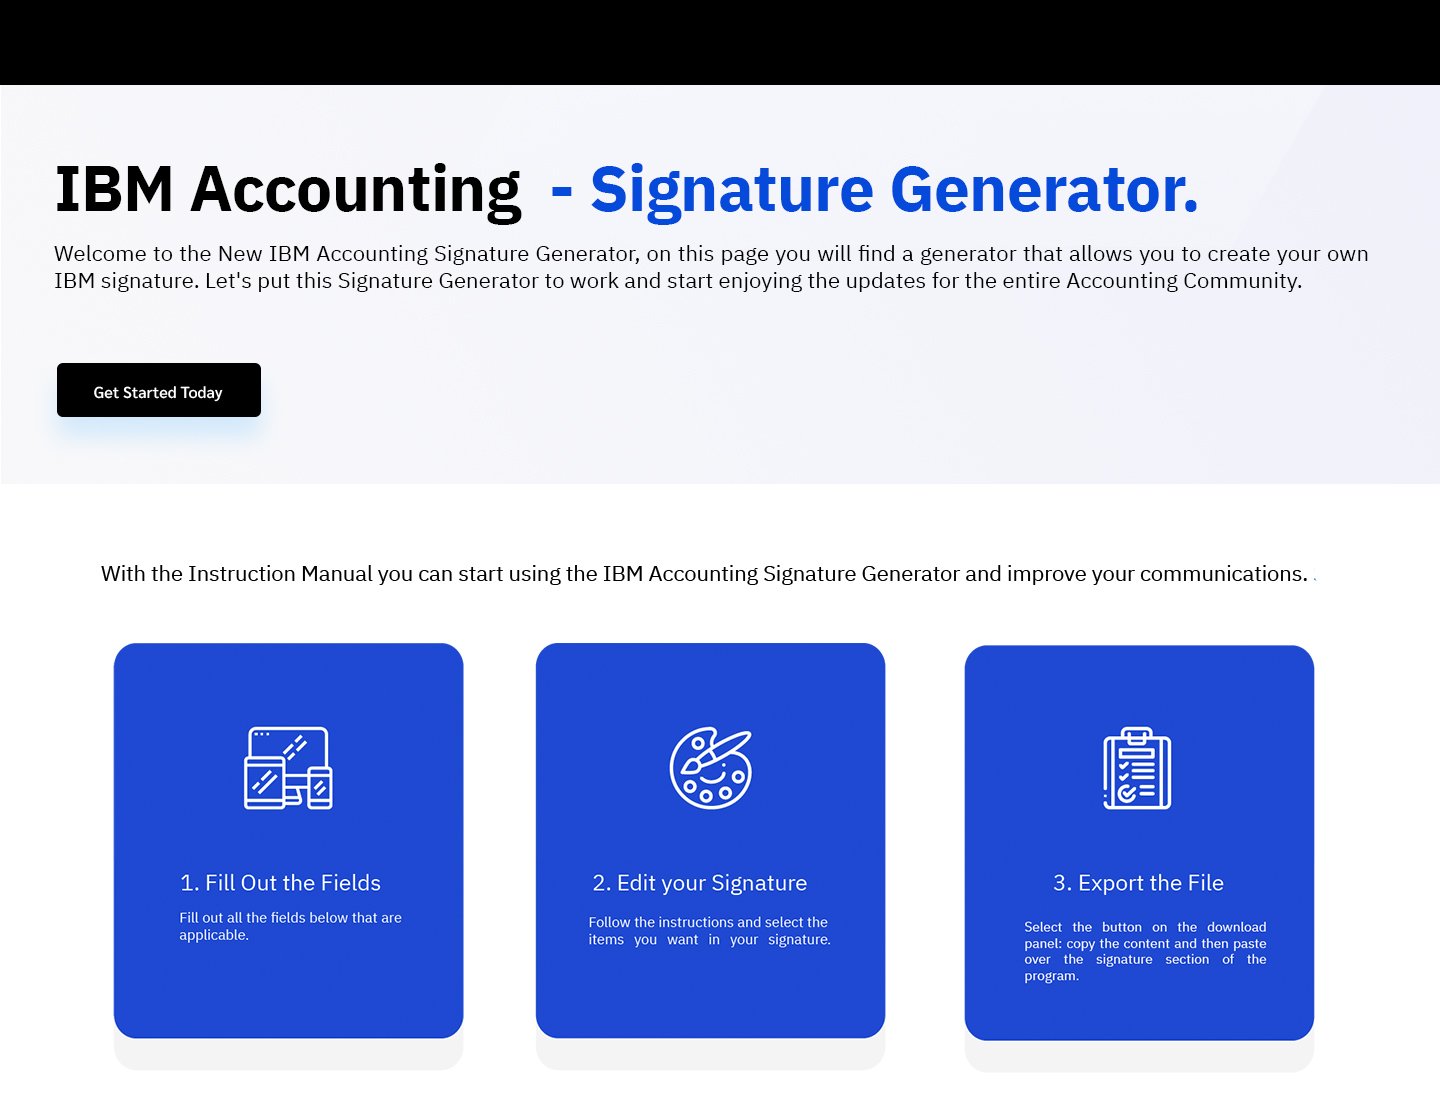 IBM Accounting - Signature Generator.
Welcome to the New IBM Accounting Signature Generator, on this page you will find a generator that allows you to create your own
IBM signature. Let's put this Signature Generator to work and start enjoying the updates for the entire Accounting Community.
Get Started Today
With the Instruction Manual you can start using the IBM Accounting Signature Generator and improve your communications. .
1. Fill Out the Fields
Fill out all the fields below that are
applicable.
2. Edit your Signature
Follow the instructions and select the
items you want in your signature.
3. Export the File
Select the button on the download
panel: copy the content and then paste
over the signature section of the
program.